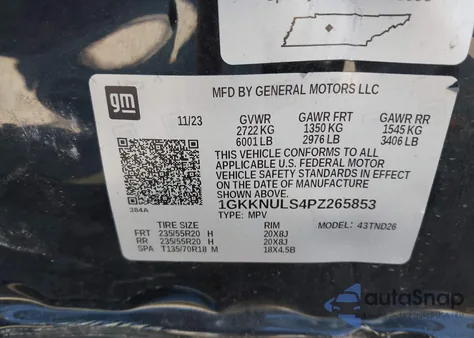 gm
MFD BY GENERAL MOTORS LLC
11/23 GVWR GAWR FRT GAWR RR
2722 KG 1350 KG 1545 KG
6001 LB 2976 LB 3406 LB
THIS VEHICLE CONFORMS TO ALL
APPLICABLE U.S. FEDERAL MOTOR
VEHICLE SAFETY STANDARDS IN EFFECT
ON THE DATE OF MANUFACTURE
SHOWN ABOVE.
1GKKNULS4PZ265853
TYPE: MPV MODEL: 43TND26
384A
TIRE SIZE RIM
FRT 235/55R20 H 20X8J
RR 235/55R20 H 20X8J
SPA T135/70R18 M 18X4.5B
autoSnap